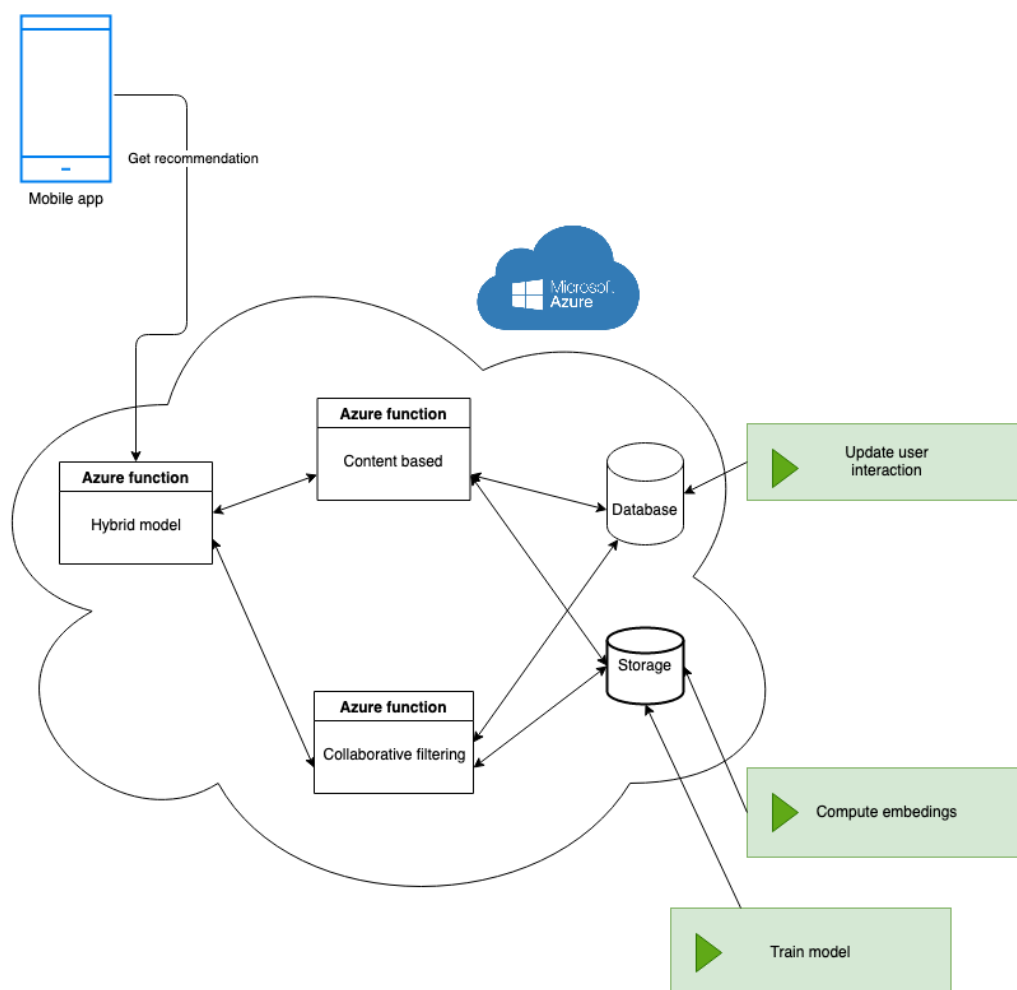 Get recommendation
Mobile app
Microsoft
Azure
Azure function
Content based
Azure function
Hybrid model
Database
Update user
interaction
Storage
Azure function
Collaborative filtering
Compute embedings
Train model